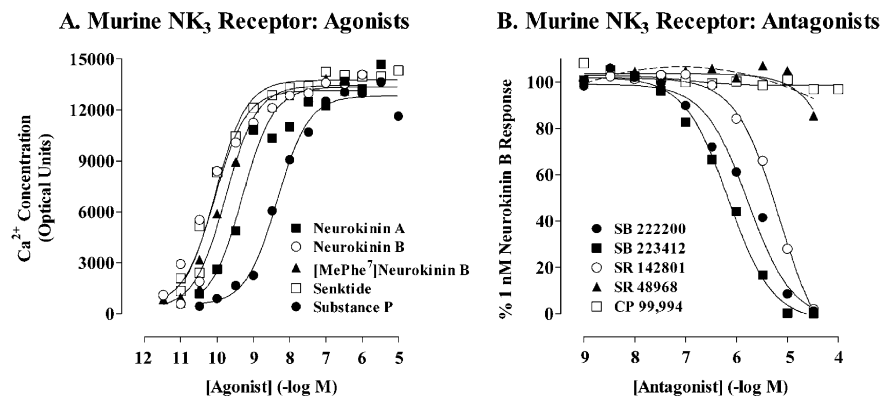 A. Murine NK3 Receptor: Agonists
15000
12000
9000
6000
3000
0
Ca2+ Concentration
(Optical Units)
Neurokinin A
Neurokinin B
[MePhe7]Neurokinin B
Senktide
Substance P
12 11 10 9 8 7 6 5
[Agonist] (-log M)
B. Murine NK3 Receptor: Antagonists
100
80
60
40
20
0
% 1 nM Neurokinin B Response
SB 222200
SB 223412
SR 142801
SR 48968
CP 99,994
9 8 7 6 5 4
[Antagonist] (-log M)